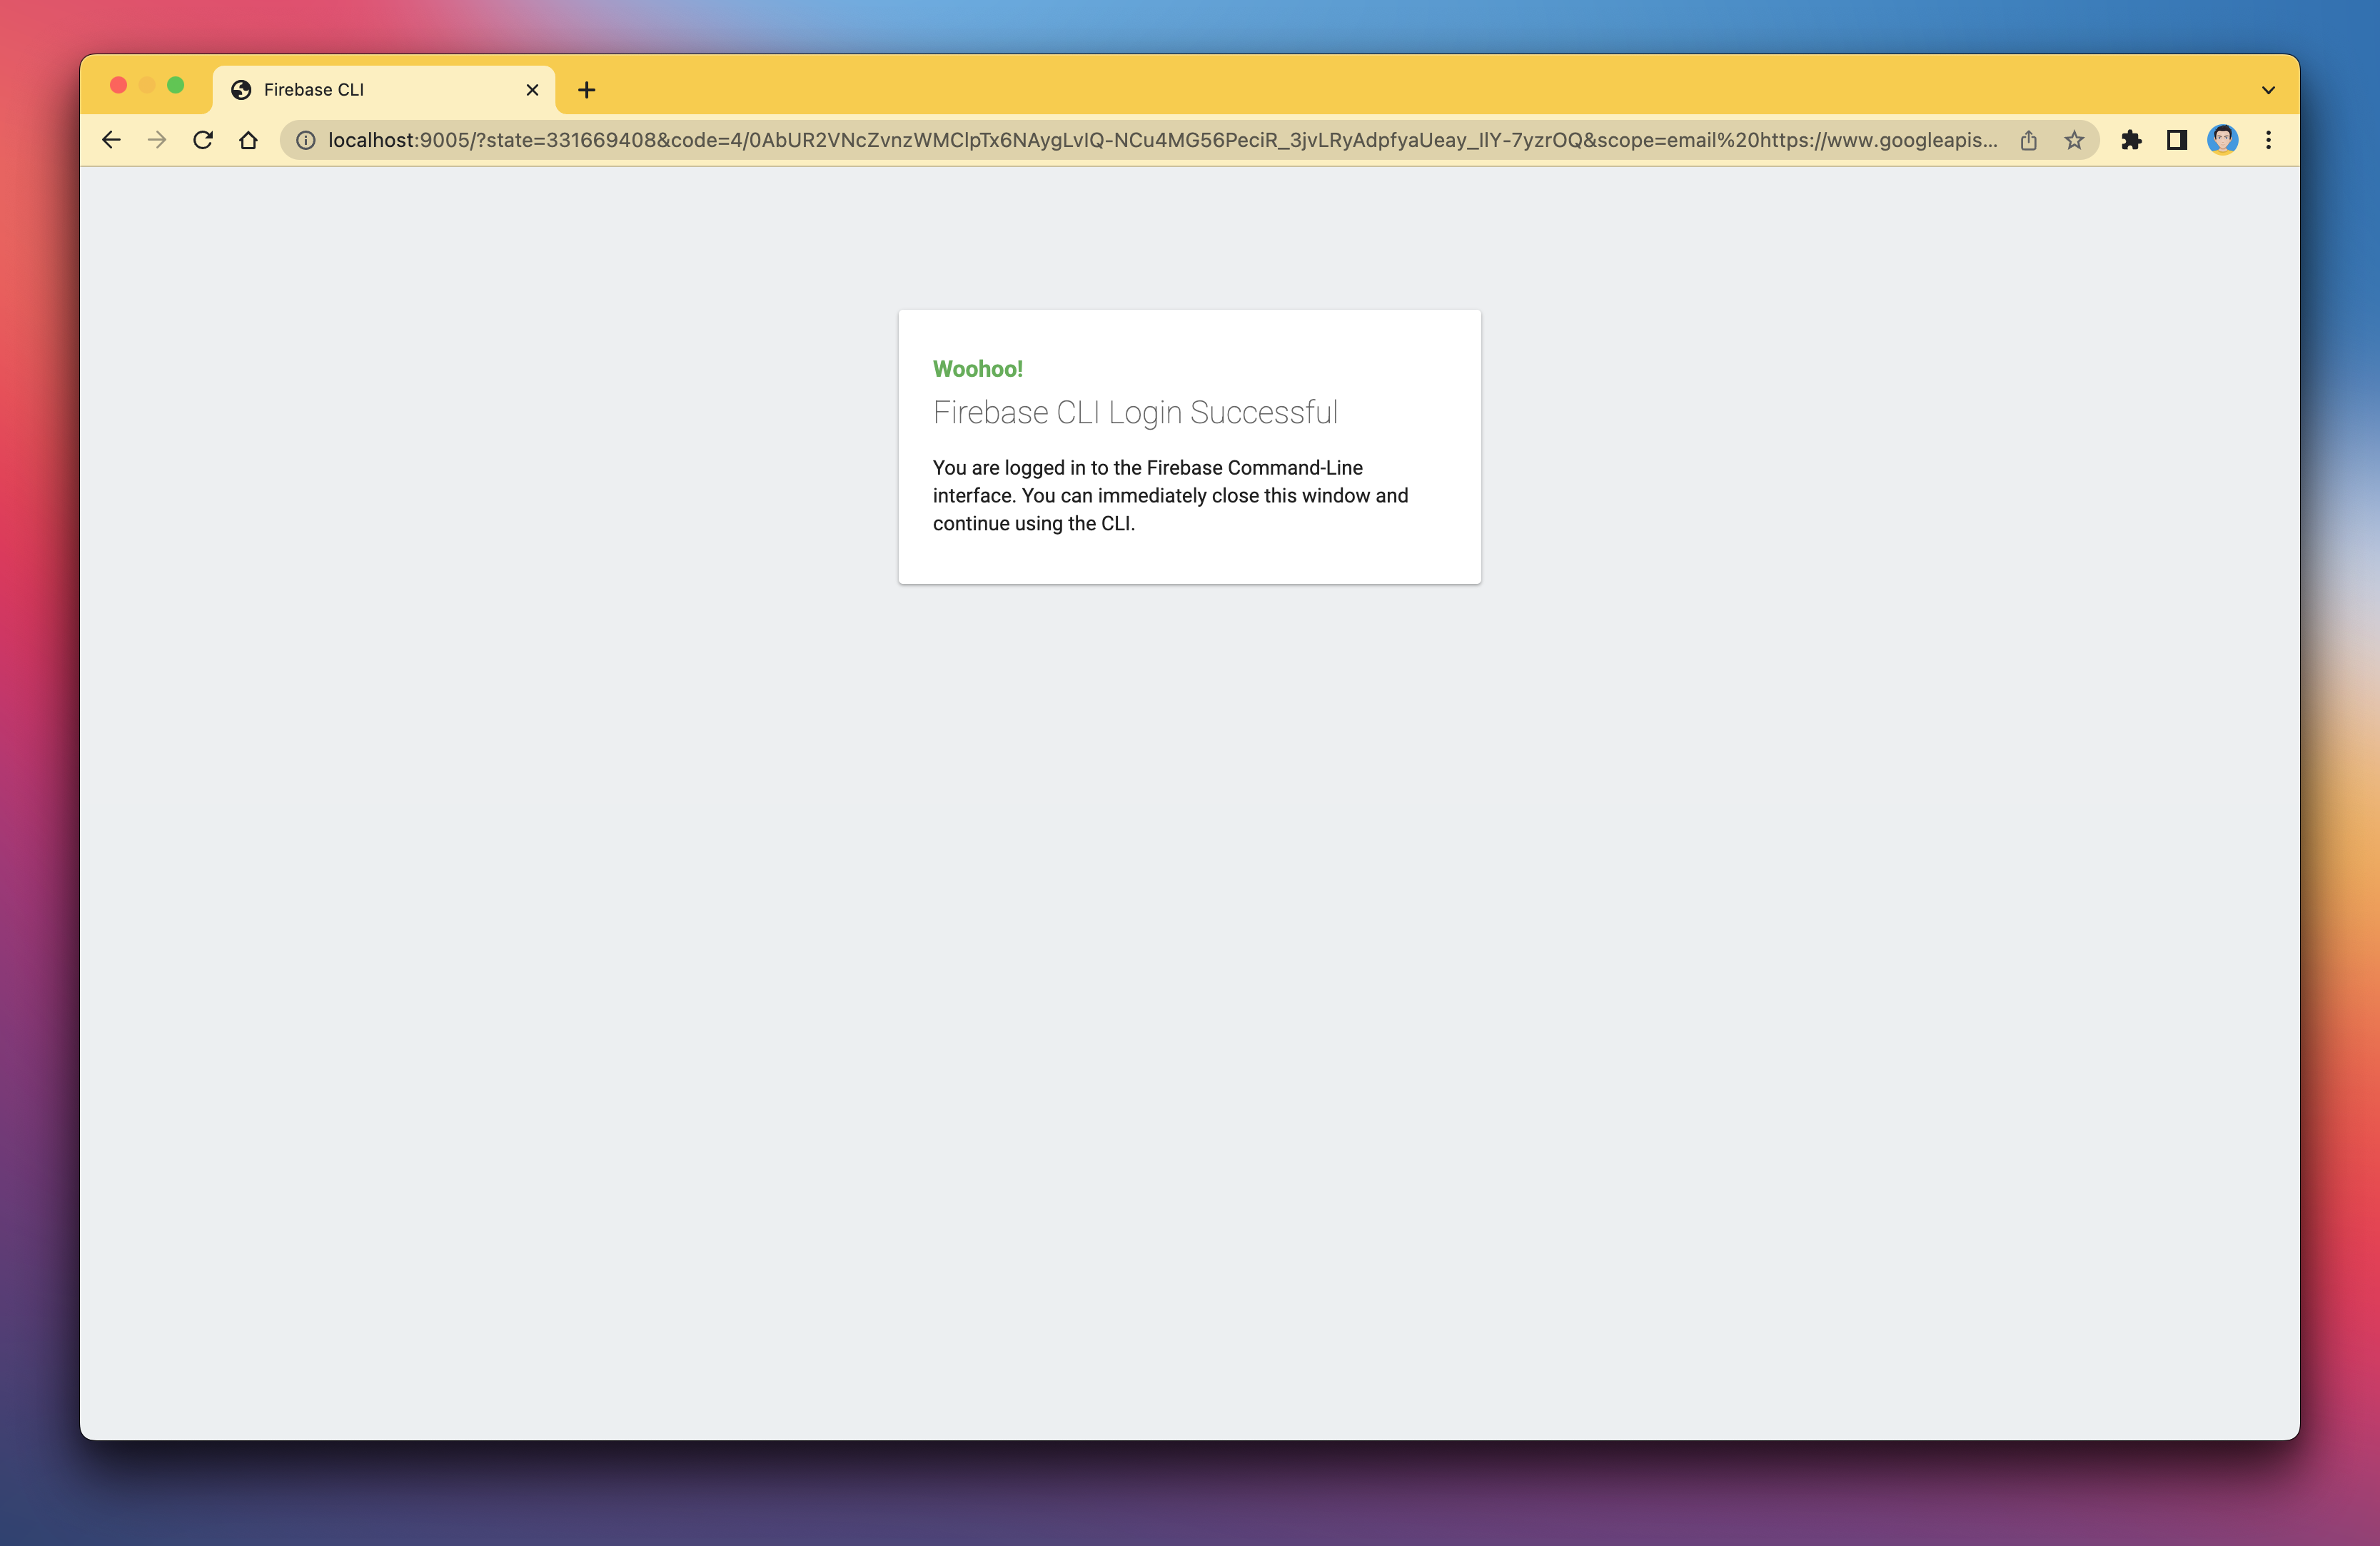 Firebase CLI
localhost:9005/?state=331669408&code=4/0AbUR2VNcZvnzWMClpTx6NAygLvIQ-NCu4MG56PeciR_3jvLRyAdpfyaUeay_lIY-7yzrOQ&scope=email%20https://www.googleapis...
Woohoo!
Firebase CLI Login Successful
You are logged in to the Firebase Command-Line
interface. You can immediately close this window and
continue using the CLI.